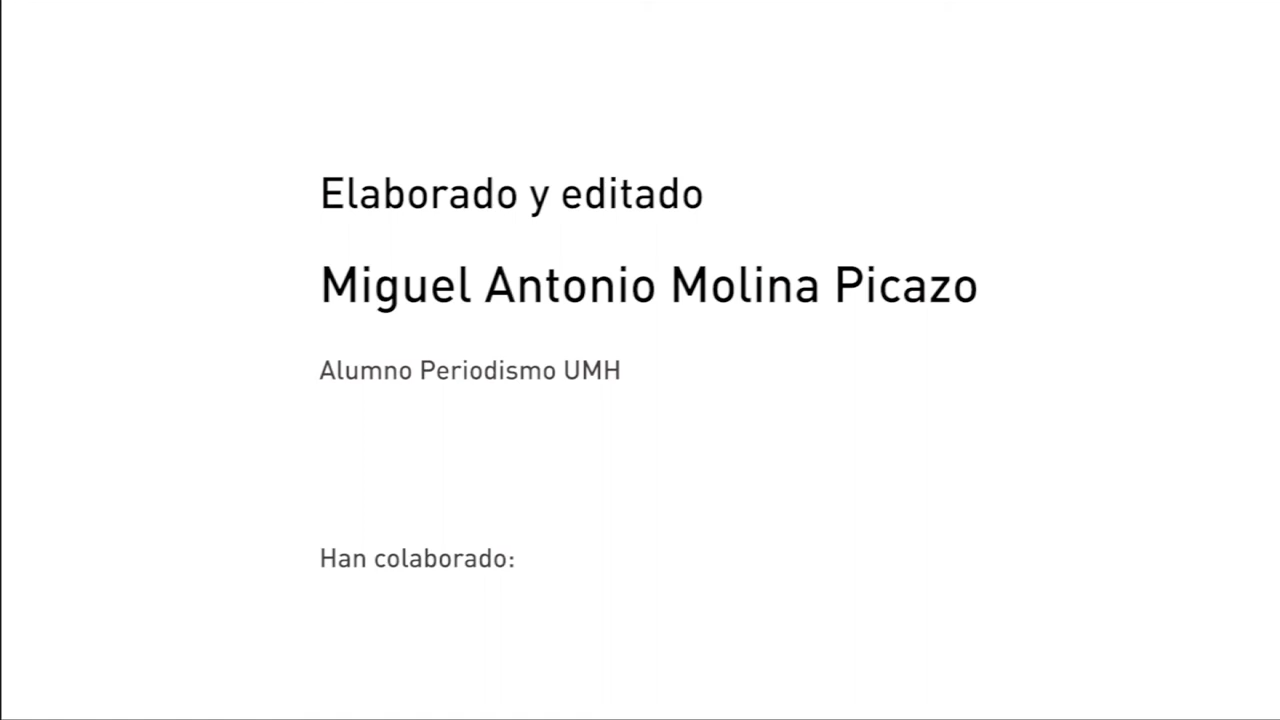 Elaborado y editado
Miguel Antonio Molina Picazo
Alumno Periodismo UMH
Han colaborado: